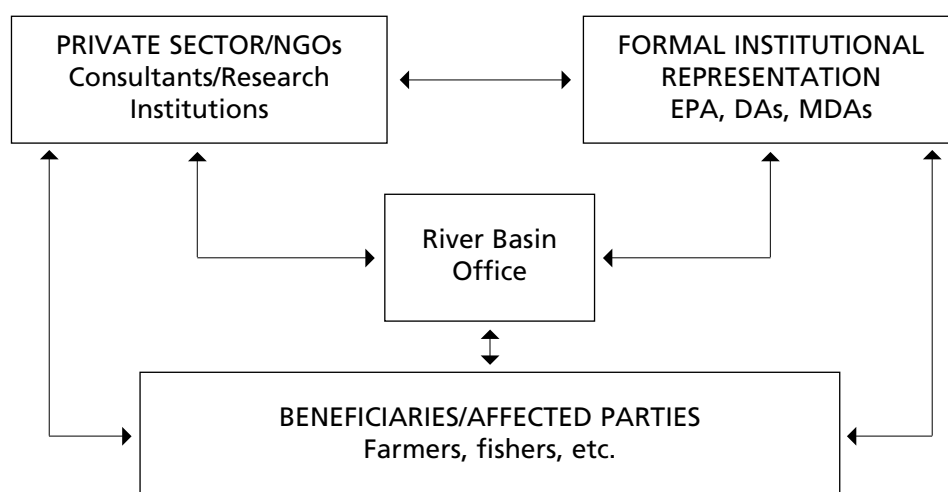 PRIVATE SECTOR/NGOs
Consultants/Research
Institutions
FORMAL INSTITUTIONAL
REPRESENTATION
EPA, DAs, MDAs
River Basin
Office
BENEFICIARIES/AFFECTED PARTIES
Farmers, fishers, etc.